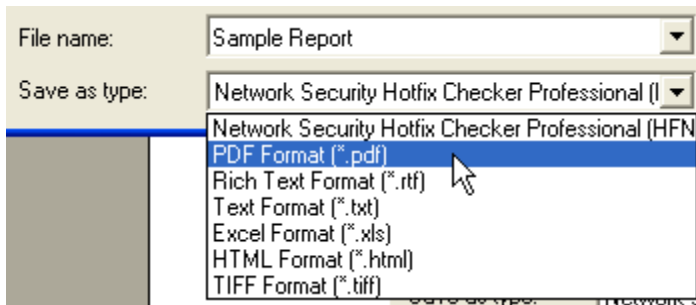 File name: Sample Report
Save as type: Network Security Hotfix Checker Professional (
Network Security Hotfix Checker Professional (HFN
PDF Format (*.pdf)
Rich Text Format (*.rtf)
Text Format (*.txt)
Excel Format (*.xls)
HTML Format (*.html)
TIFF Format (*.tiff)